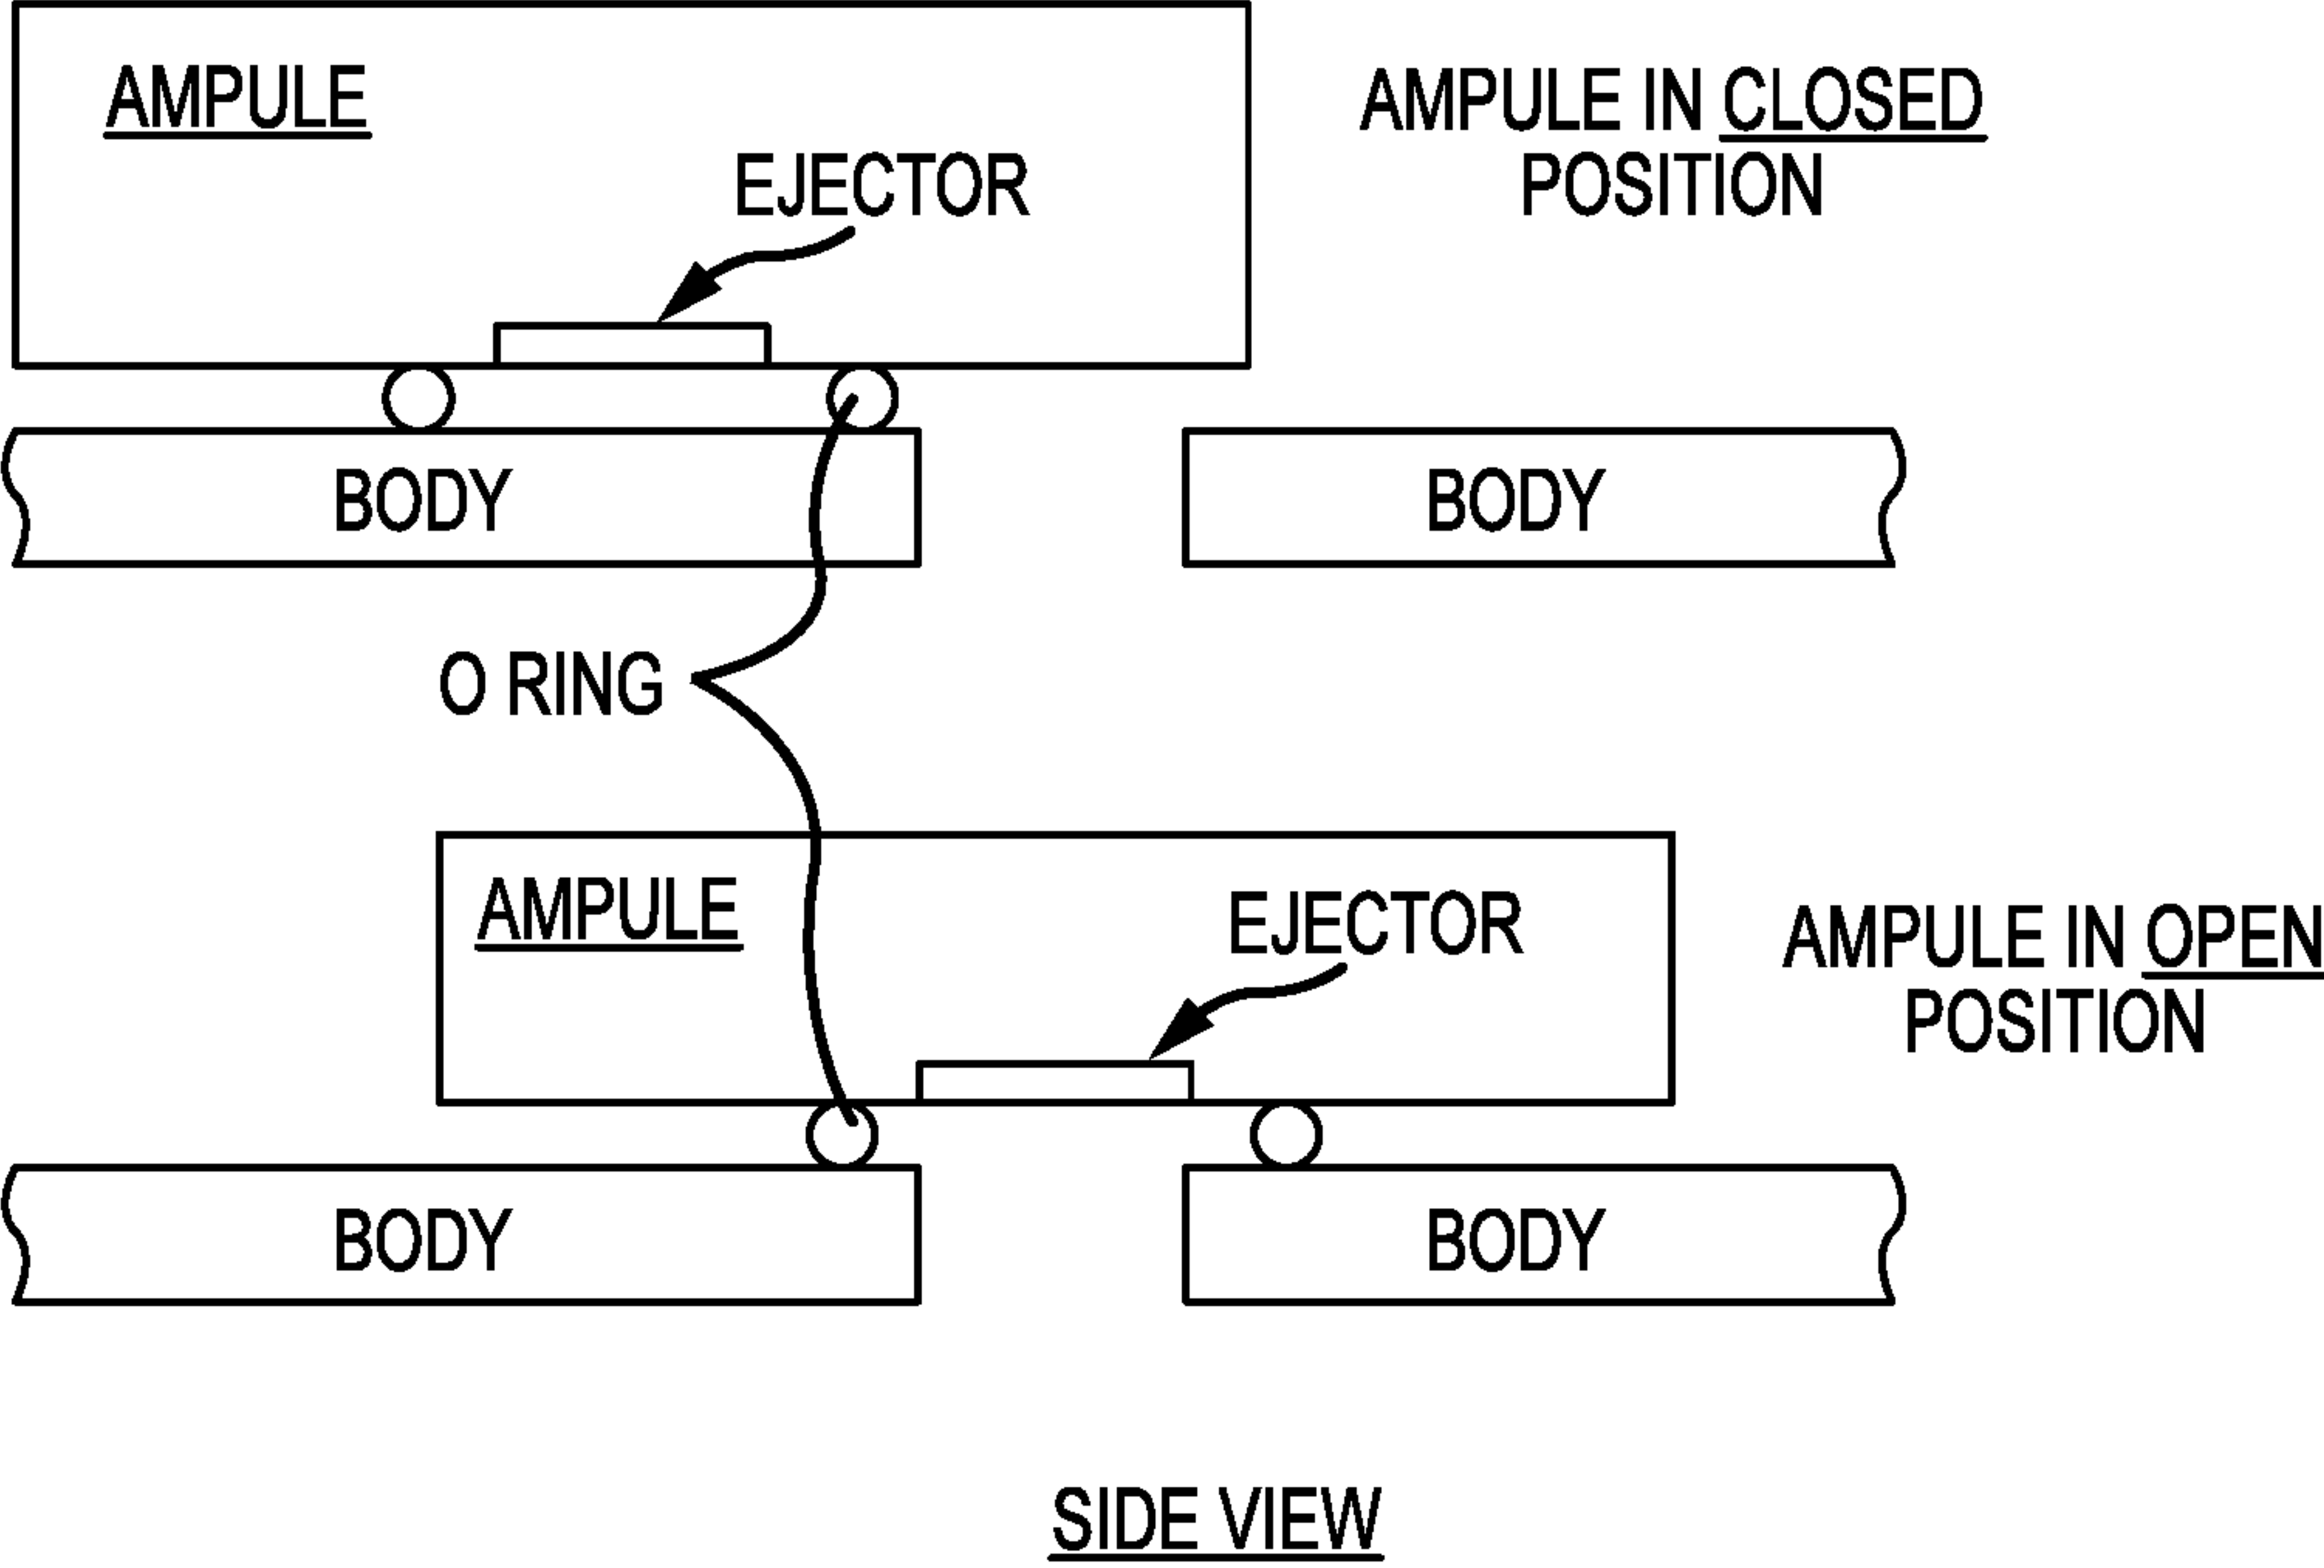 AMPULE
EJECTOR
AMPULE IN CLOSED
POSITION
BODY
BODY
O RING
AMPULE
EJECTOR
AMPULE IN OPEN
POSITION
BODY
BODY
SIDE VIEW